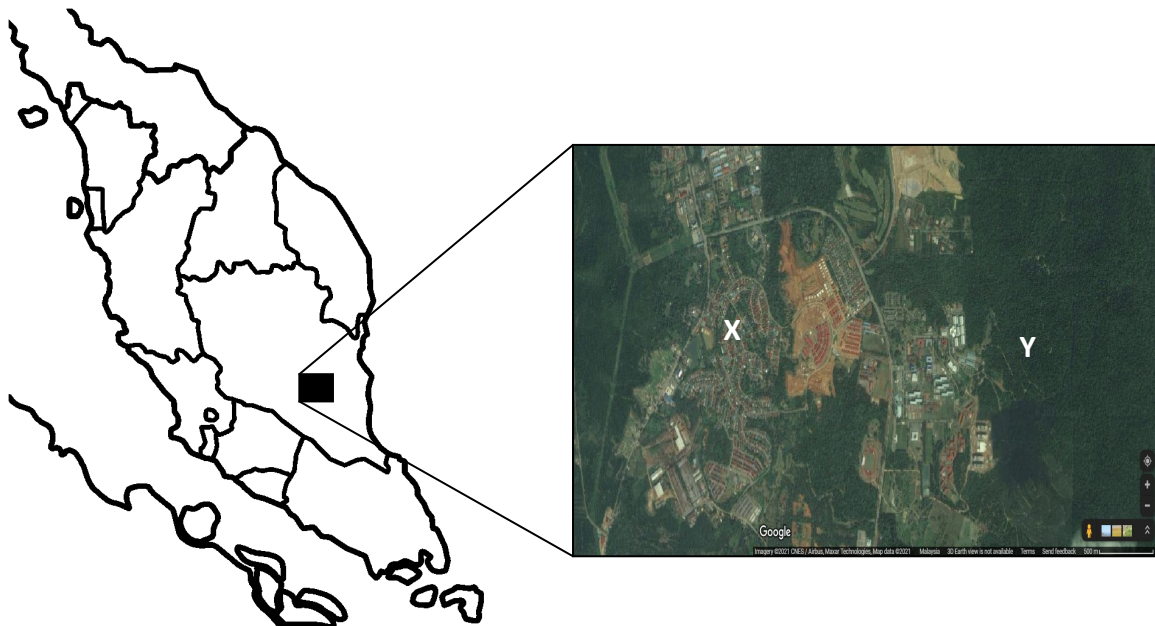 X
Y
Google
Imagery ©2021 CNES / Airbus, Maxar Technologies, Map data ©2021 Malaysia 3D Earth view is not available Terms Send feedback 500 m